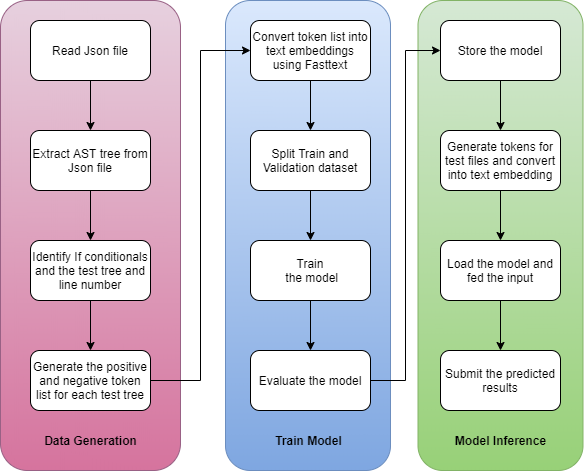 Read Json file
Extract AST tree from
Json file
Identify If conditionals
and the test tree and
line number
Generate the positive
and negative token
list for each test tree
Data Generation
Convert token list into
text embeddings
using Fasttext
Split Train and
Validation dataset
Train
the model
Evaluate the model
Train Model
Store the model
Generate tokens for
test files and convert
into text embedding
Load the model and
fed the input
Submit the predicted
results
Model Inference